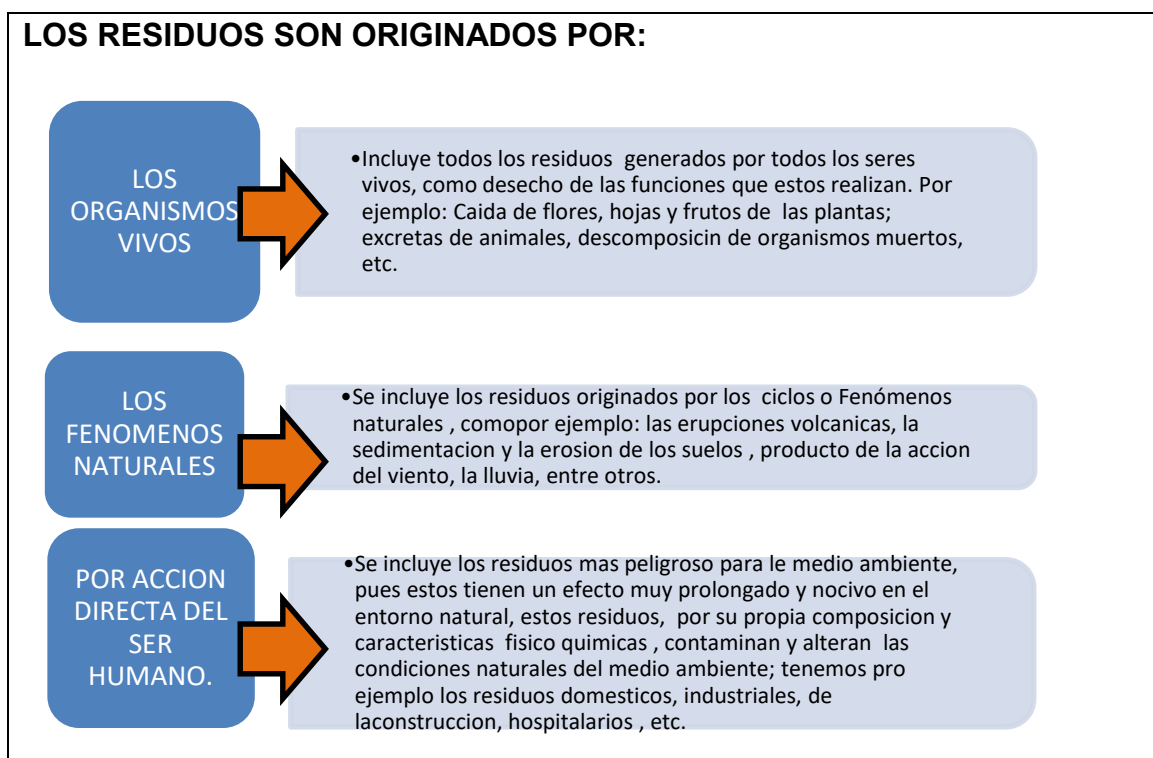 LOS RESIDUOS SON ORIGINADOS POR:
LOS
ORGANISMOS
VIVOS
•Incluye todos los residuos generados por todos los seres
vivos, como desecho de las funciones que estos realizan. Por
ejemplo: Caida de flores, hojas y frutos de las plantas;
excretas de animales, descomposicin de organismos muertos,
etc.
LOS
FENOMENOS
NATURALES
•Se incluye los residuos originados por los ciclos o Fenómenos
naturales , comopor ejemplo: las erupciones volcanicas, la
sedimentacion y la erosion de los suelos , producto de la accion
del viento, la lluvia, entre otros.
POR ACCION
DIRECTA DEL
SER
HUMANO.
•Se incluye los residuos mas peligroso para le medio ambiente,
pues estos tienen un efecto muy prolongado y nocivo en el
entorno natural, estos residuos, por su propia composicion y
caracteristicas fisico quimicas , contaminan y alteran las
condiciones naturales del medio ambiente; tenemos pro
ejemplo los residuos domesticos, industriales, de
laconstruccion, hospitalarios , etc.